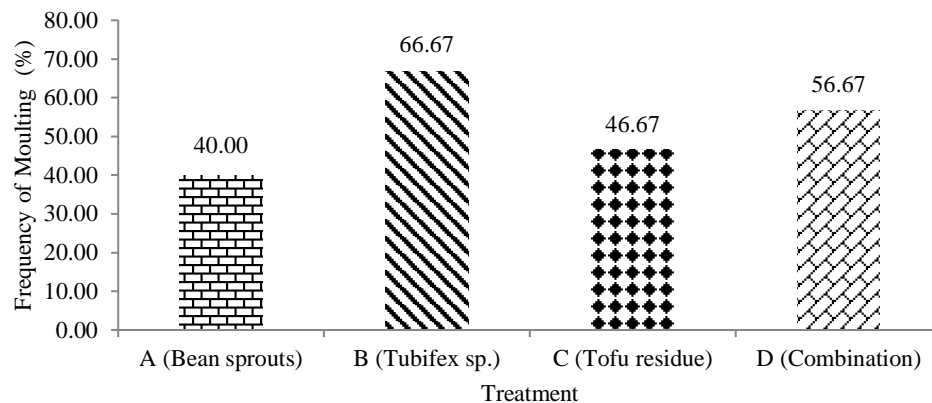 80.00
70.00
60.00
50.00
40.00
30.00
20.00
10.00
0.00
Frequency of Moulting (%)
40.00
66.67
46.67
56.67
A (Bean sprouts)
B (Tubifex sp.)
C (Tofu residue)
D (Combination)
Treatment